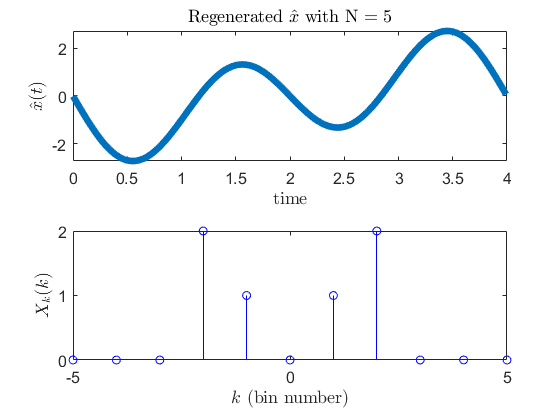 Regenerated x̂ with N = 5
x̂(t)
2
0
-2
0 0.5 1 1.5 2 2.5 3 3.5 4
time
X_k(k)
2
1
0
-5 0 5
k (bin number)